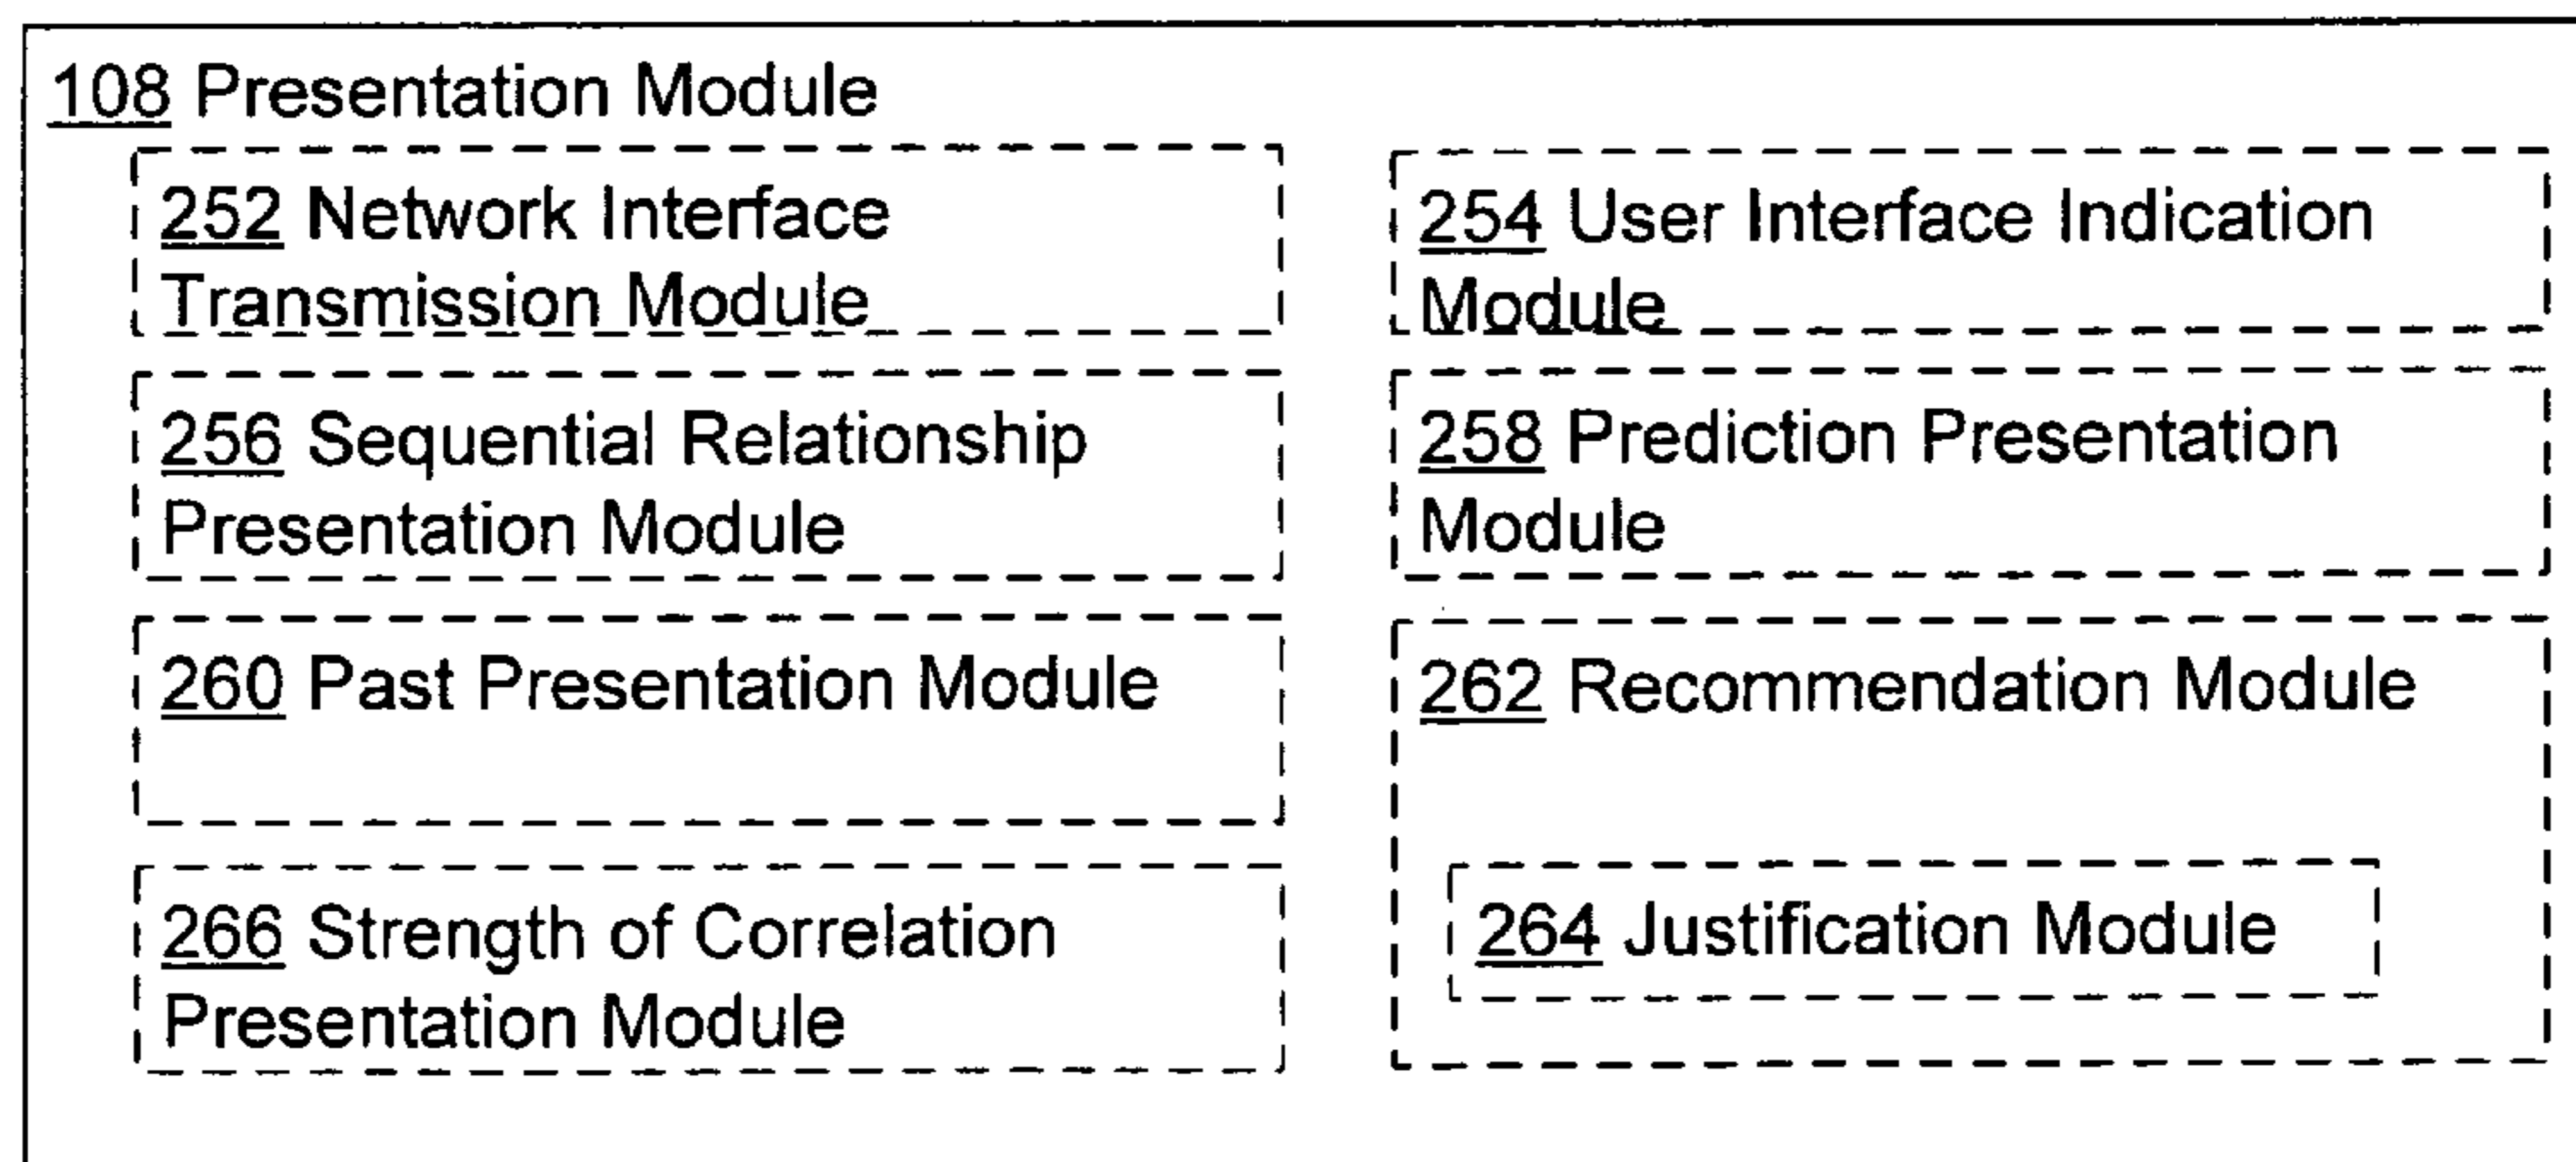 108 Presentation Module
252 Network Interface
Transmission Module
254 User Interface Indication
Module
256 Sequential Relationship
Presentation Module
258 Prediction Presentation
Module
260 Past Presentation Module
262 Recommendation Module
264 Justification Module
266 Strength of Correlation
Presentation Module